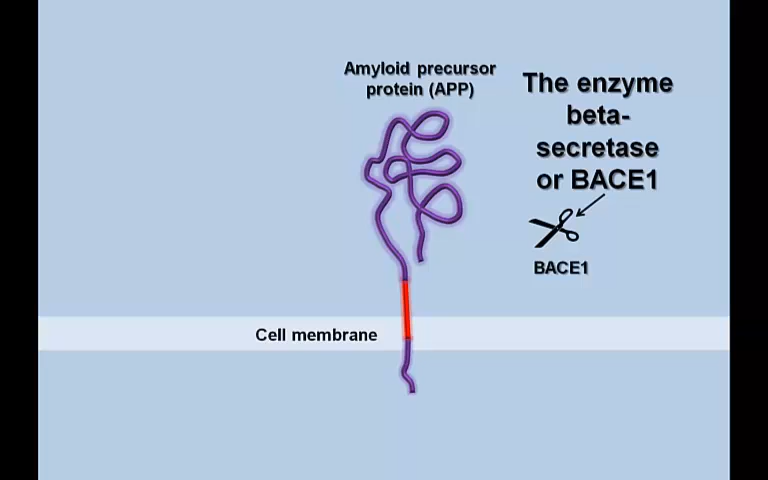 Amyloid precursor
protein (APP)
The enzyme
beta-
secretase
or BACE1
BACE1
Cell membrane